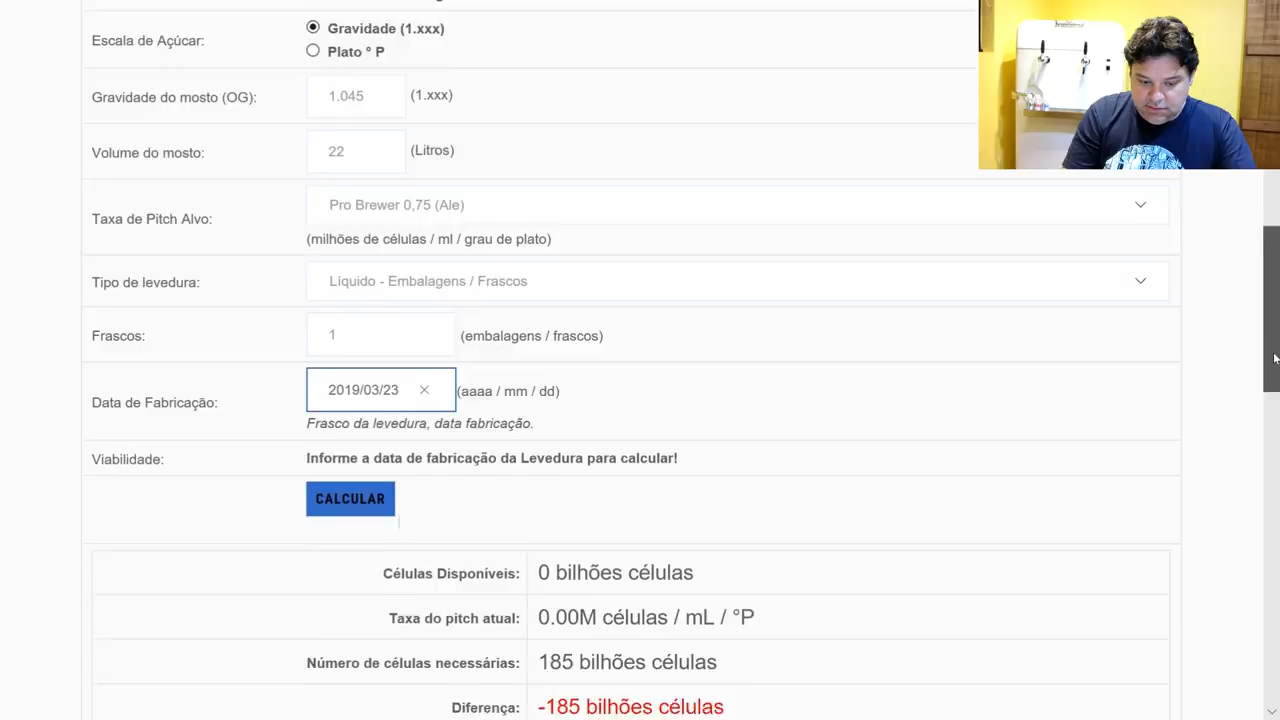 Escala de Açúcar:
Gravidade (1.xxx)
Plato ° P
Gravidade do mosto (OG):
1.045
(1.xxx)
Volume do mosto:
22
(Litros)
Taxa de Pitch Alvo:
Pro Brewer 0,75 (Ale)
(milhões de células / ml / grau de plato)
Tipo de levedura:
Líquido - Embalagens / Frascos
Frascos:
1
(embalagens / frascos)
Data de Fabricação:
2019/03/23
(aaaa / mm / dd)
Frasco da levedura, data fabricação.
Viabilidade:
Informe a data de fabricação da Levedura para calcular!
CALCULAR
Células Disponíveis:
0 bilhões células
Taxa do pitch atual:
0.00M células / mL / °P
Número de células necessárias:
185 bilhões células
Diferença:
-185 bilhões células